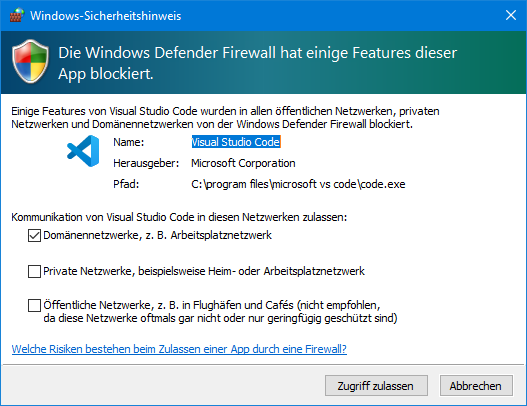 Windows-Sicherheitshinweis
Die Windows Defender Firewall hat einige Features dieser
App blockiert.
Einige Features von Visual Studio Code wurden in allen öffentlichen Netzwerken, privaten
Netzwerken und Domänennetzwerken von der Windows Defender Firewall blockiert.
Name: Visual Studio Code
Herausgeber: Microsoft Corporation
Pfad: C:\program files\microsoft vs code\code.exe
Kommunikation von Visual Studio Code in diesen Netzwerken zulassen:
Domänennetzwerke, z. B. Arbeitsplatznetzwerk
Private Netzwerke, beispielsweise Heim- oder Arbeitsplatznetzwerk
Öffentliche Netzwerke, z. B. in Flughäfen und Cafés (nicht empfohlen,
da diese Netzwerke oftmals gar nicht oder nur geringfügig geschützt sind)
Welche Risiken bestehen beim Zulassen einer App durch eine Firewall?
Zugriff zulassen Abbrechen